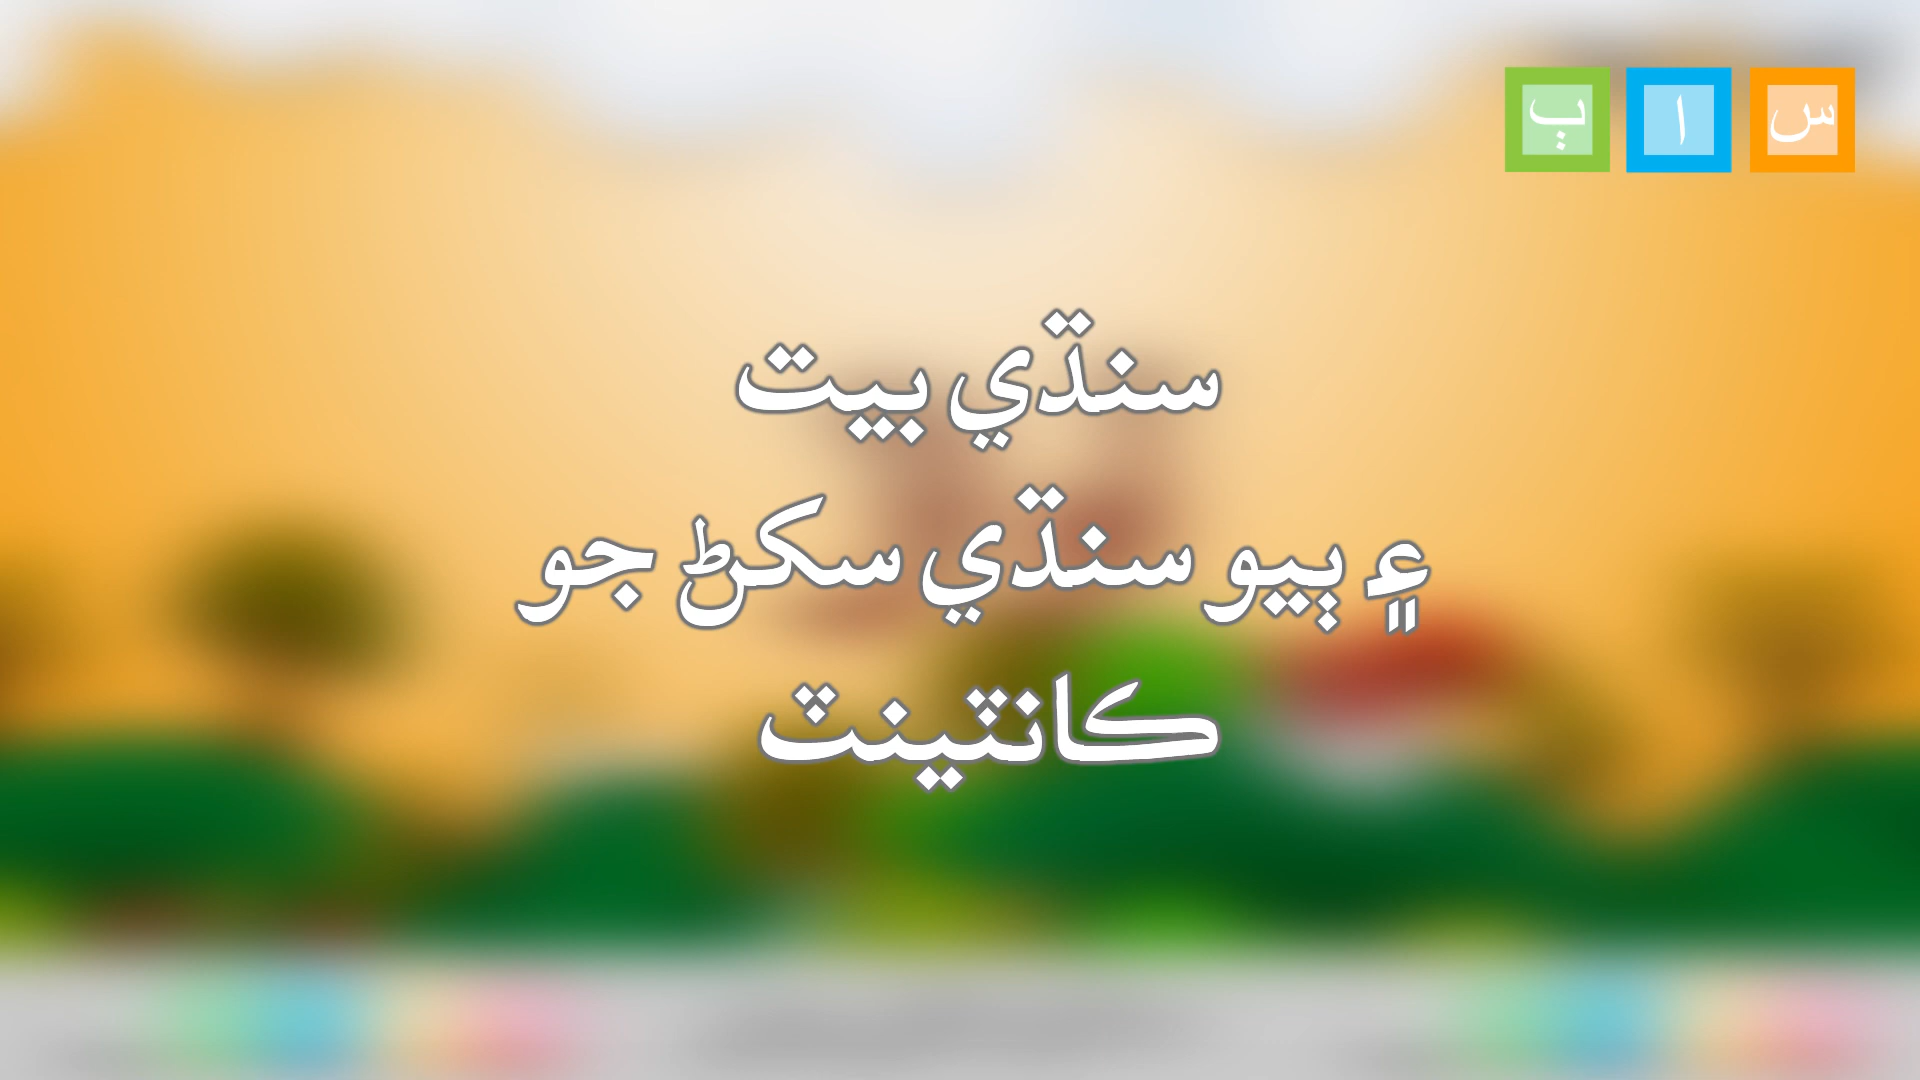 س ا ٻ
سنڌي بيت
۽ ٻيو سنڌي سکڻ جو
ڪانٽينٽ